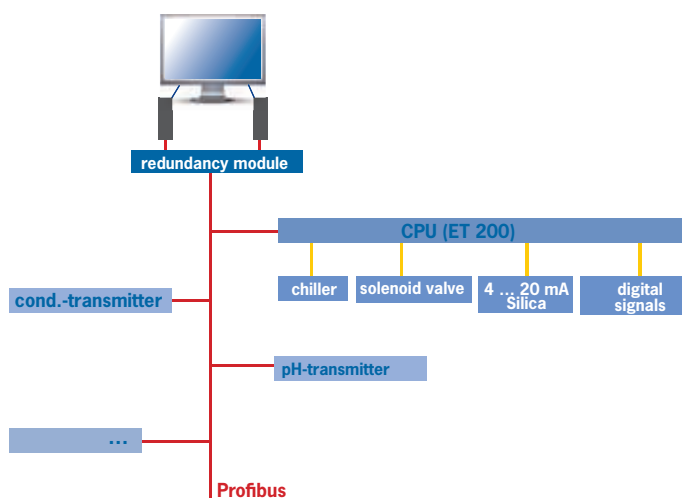 redundancy module
CPU (ET 200)
chiller
solenoid valve
4 ... 20 mA
Silica
digital
signals
cond.-transmitter
pH-transmitter
...
Profibus